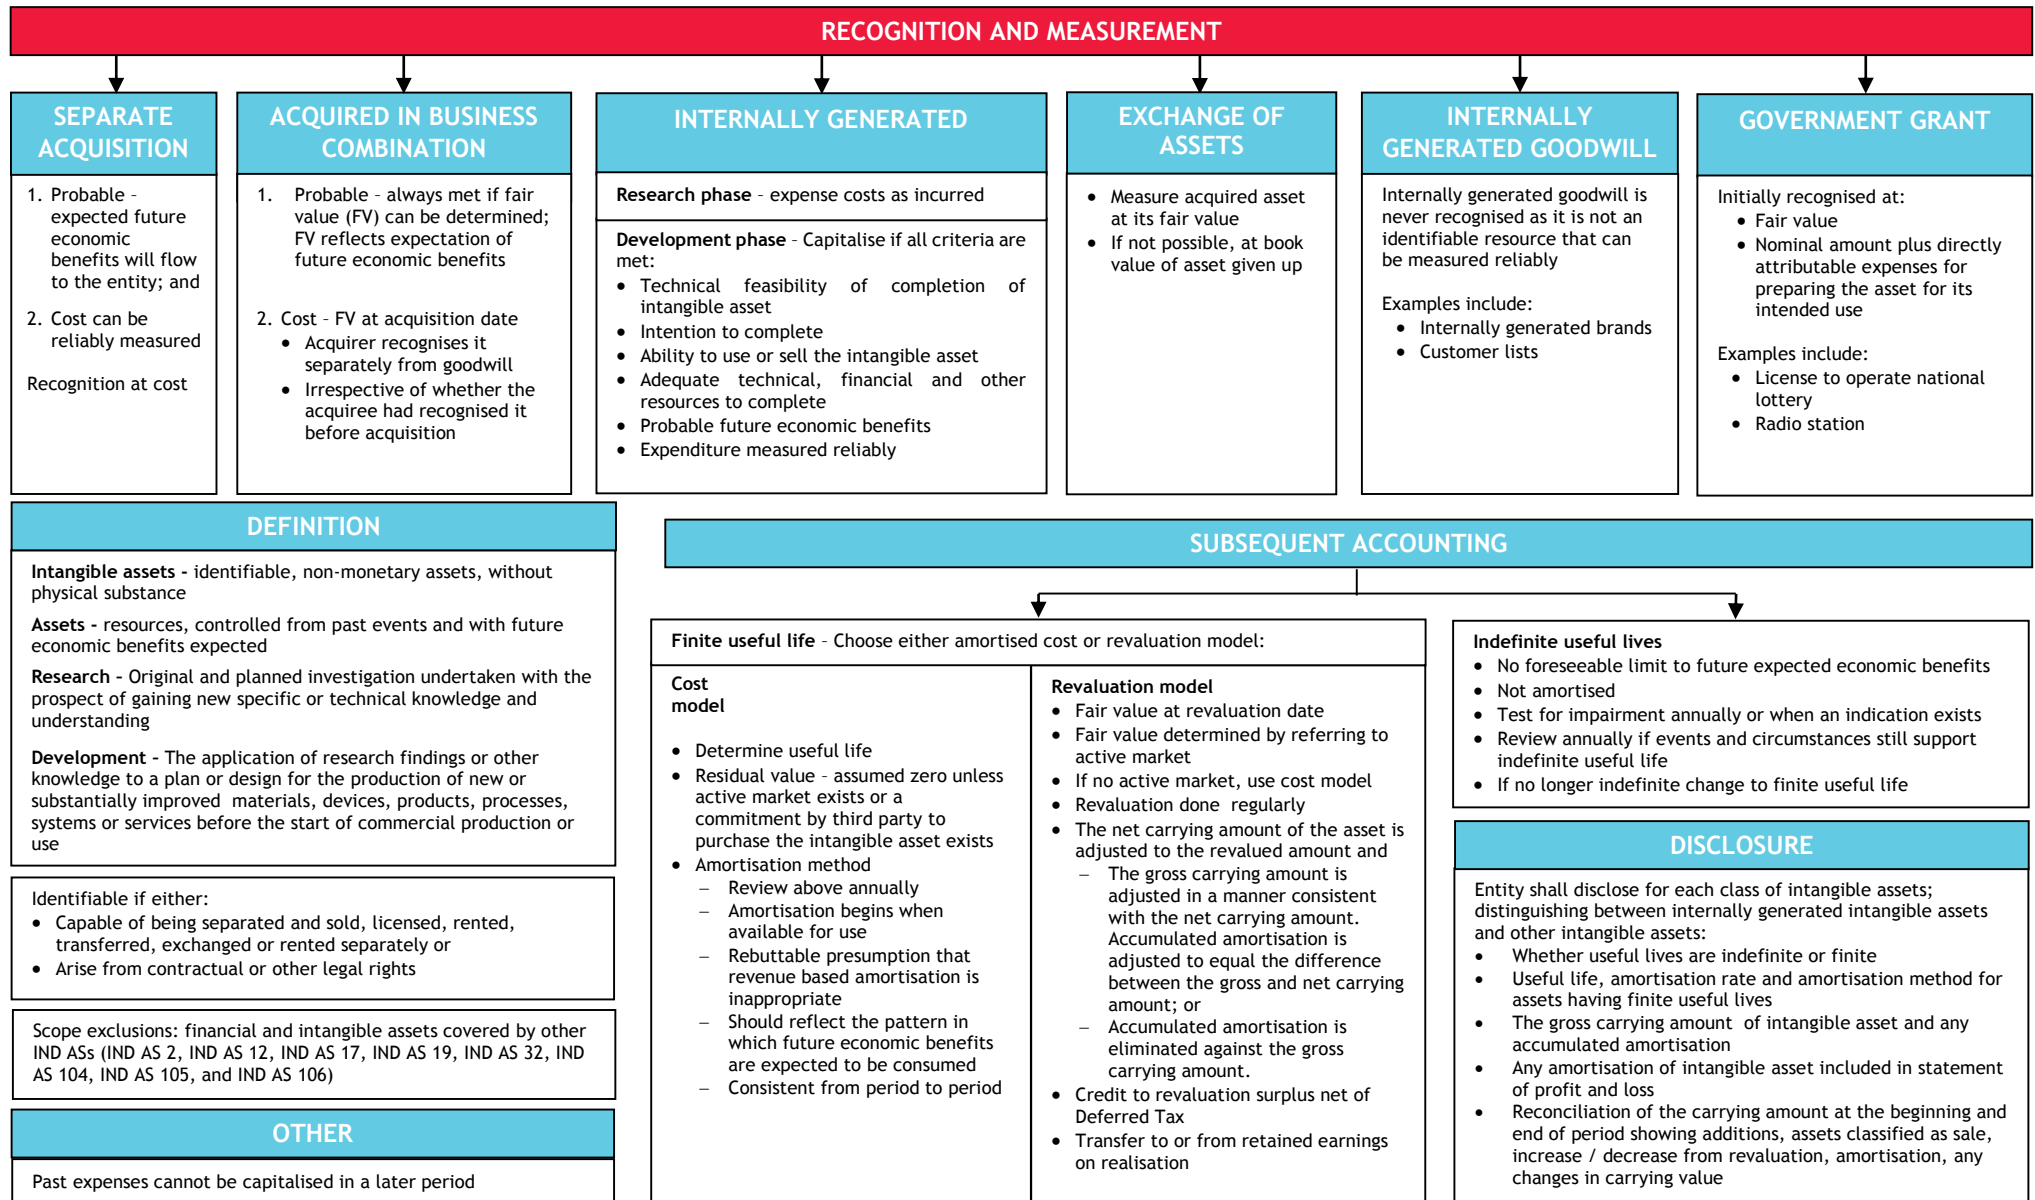 RECOGNITION AND MEASUREMENT
SEPARATE
ACQUISITION
1. Probable –
expected future
economic
benefits will flow
to the entity; and
2. Cost can be
reliably measured
Recognition at cost
ACQUIRED IN BUSINESS
COMBINATION
1. Probable – always met if fair
value (FV) can be determined;
FV reflects expectation of
future economic benefits
2. Cost – FV at acquisition date
• Acquirer recognises it
separately from goodwill
• Irrespective of whether the
acquiree had recognised it
before acquisition
INTERNALLY GENERATED
Research phase – expense costs as incurred
Development phase – Capitalise if all criteria are
met:
• Technical feasibility of completion of
intangible asset
• Intention to complete
• Ability to use or sell the intangible asset
• Adequate technical, financial and other
resources to complete
• Probable future economic benefits
• Expenditure measured reliably
EXCHANGE OF
ASSETS
• Measure acquired asset
at its fair value
• If not possible, at book
value of asset given up
INTERNALLY
GENERATED GOODWILL
Internally generated goodwill is
never recognised as it is not an
identifiable resource that can
be measured reliably
Examples include:
• Internally generated brands
• Customer lists
GOVERNMENT GRANT
Initially recognised at:
• Fair value
• Nominal amount plus directly
attributable expenses for
preparing the asset for its
intended use
Examples include:
• License to operate national
lottery
• Radio station
DEFINITION
Intangible assets - identifiable, non-monetary assets, without
physical substance
Assets - resources, controlled from past events and with future
economic benefits expected
Research – Original and planned investigation undertaken with the
prospect of gaining new specific or technical knowledge and
understanding
Development – The application of research findings or other
knowledge to a plan or design for the production of new or
substantially improved materials, devices, products, processes,
systems or services before the start of commercial production or
use
Identifiable if either:
• Capable of being separated and sold, licensed, rented,
transferred, exchanged or rented separately or
• Arise from contractual or other legal rights
Scope exclusions: financial and intangible assets covered by other
IND ASs (IND AS 2, IND AS 12, IND AS 17, IND AS 19, IND AS 32, IND
AS 104, IND AS 105, and IND AS 106)
OTHER
Past expenses cannot be capitalised in a later period
SUBSEQUENT ACCOUNTING
Finite useful life – Choose either amortised cost or revaluation model:
Cost
model
• Determine useful life
• Residual value – assumed zero unless
active market exists or a
commitment by third party to
purchase the intangible asset exists
• Amortisation method
– Review above annually
– Amortisation begins when
available for use
– Rebuttable presumption that
revenue based amortisation is
inappropriate
– Should reflect the pattern in
which future economic benefits
are expected to be consumed
– Consistent from period to period
Revaluation model
• Fair value at revaluation date
• Fair value determined by referring to
active market
• If no active market, use cost model
• Revaluation done regularly
• The net carrying amount of the asset is
adjusted to the revalued amount and
– The gross carrying amount is
adjusted in a manner consistent
with the net carrying amount.
Accumulated amortisation is
adjusted to equal the difference
between the gross and net carrying
amount; or
– Accumulated amortisation is
eliminated against the gross
carrying amount.
• Credit to revaluation surplus net of
Deferred Tax
• Transfer to or from retained earnings
on realisation
Indefinite useful lives
• No foreseeable limit to future expected economic benefits
• Not amortised
• Test for impairment annually or when an indication exists
• Review annually if events and circumstances still support
indefinite useful life
• If no longer indefinite change to finite useful life
DISCLOSURE
Entity shall disclose for each class of intangible assets;
distinguishing between internally generated intangible assets
and other intangible assets:
• Whether useful lives are indefinite or finite
• Useful life, amortisation rate and amortisation method for
assets having finite useful lives
• The gross carrying amount of intangible asset and any
accumulated amortisation
• Any amortisation of intangible asset included in statement
of profit and loss
• Reconciliation of the carrying amount at the beginning and
end of period showing additions, assets classified as sale,
increase / decrease from revaluation, amortisation, any
changes in carrying value